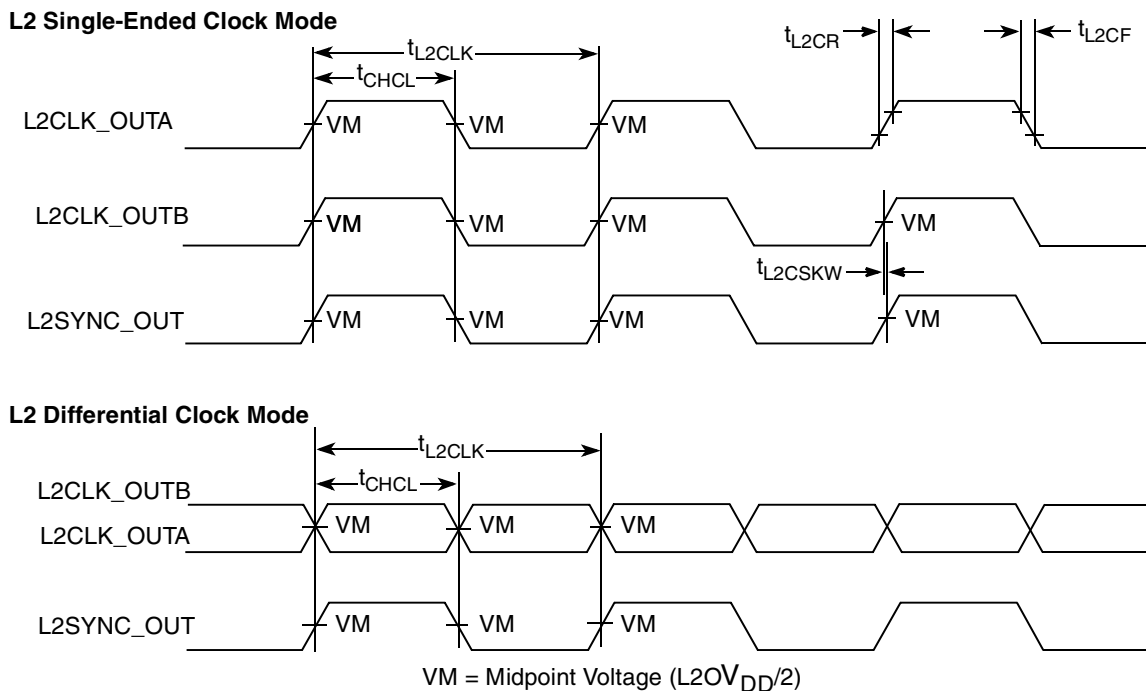 L2 Single-Ended Clock Mode
tL2CLK
tL2CR
tL2CF
tCHCL
L2CLK_OUTA
VM
VM
VM
L2CLK_OUTB
VM
VM
VM
VM
tL2CSKW
L2SYNC_OUT
VM
VM
VM
VM
L2 Differential Clock Mode
tL2CLK
tCHCL
L2CLK_OUTB
L2CLK_OUTA
VM
VM
VM
L2SYNC_OUT
VM
VM
VM
VM = Midpoint Voltage (L2OVDD/2)